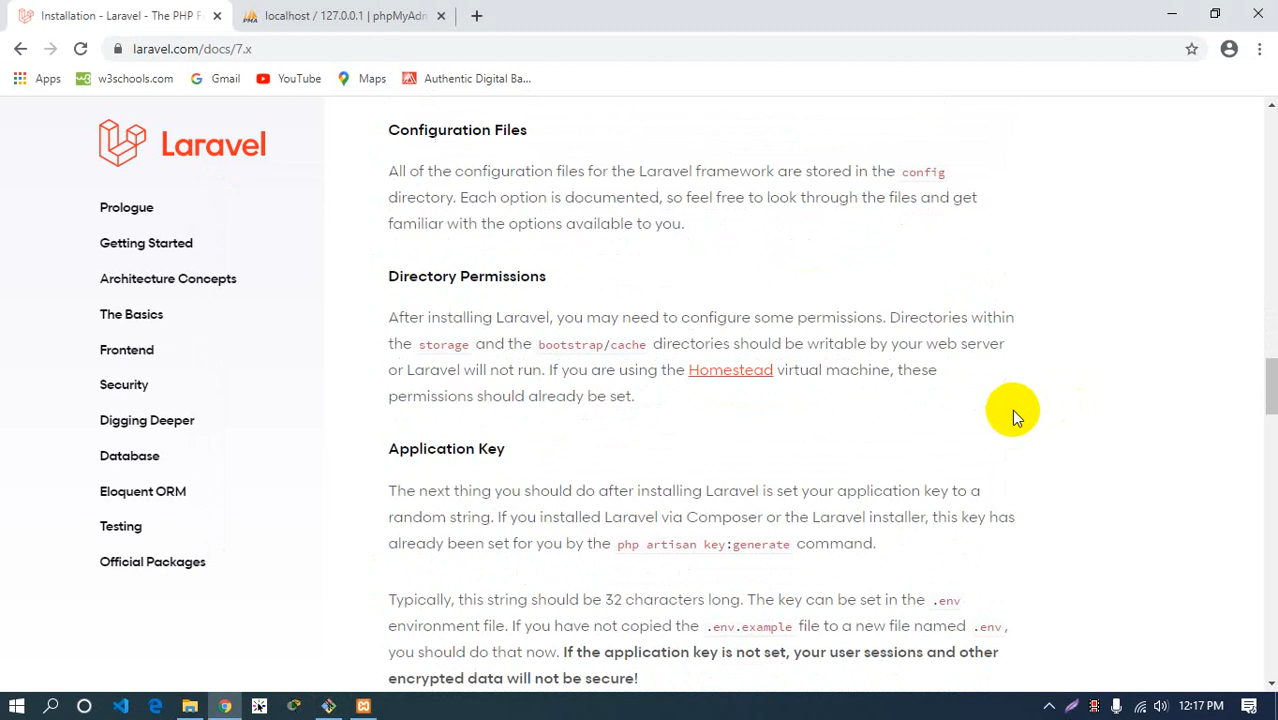 Installation - Laravel - The PHP F
localhost / 127.0.0.1 | phpMyAdm
laravel.com/docs/7.x
Apps
w3schools.com
Gmail
YouTube
Maps
Authentic Digital Ba...
Laravel
Prologue
Getting Started
Architecture Concepts
The Basics
Frontend
Security
Digging Deeper
Database
Eloquent ORM
Testing
Official Packages
Configuration Files
All of the configuration files for the Laravel framework are stored in the config
directory. Each option is documented, so feel free to look through the files and get
familiar with the options available to you.
Directory Permissions
After installing Laravel, you may need to configure some permissions. Directories within
the storage and the bootstrap/cache directories should be writable by your web server
or Laravel will not run. If you are using the Homestead virtual machine, these
permissions should already be set.
Application Key
The next thing you should do after installing Laravel is set your application key to a
random string. If you installed Laravel via Composer or the Laravel installer, this key has
already been set for you by the php artisan key:generate command.
Typically, this string should be 32 characters long. The key can be set in the .env
environment file. If you have not copied the .env.example file to a new file named .env,
you should do that now. If the application key is not set, your user sessions and other
encrypted data will not be secure!
12:17 PM